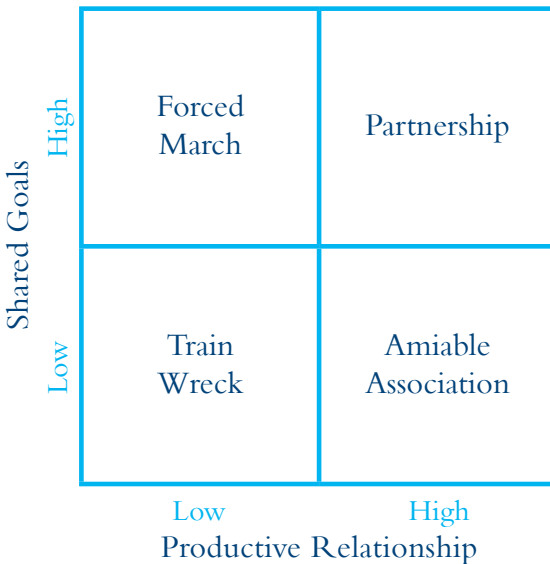 Shared Goals
High
Low
Forced
March
Partnership
Train
Wreck
Amiable
Association
Low
High
Productive Relationship